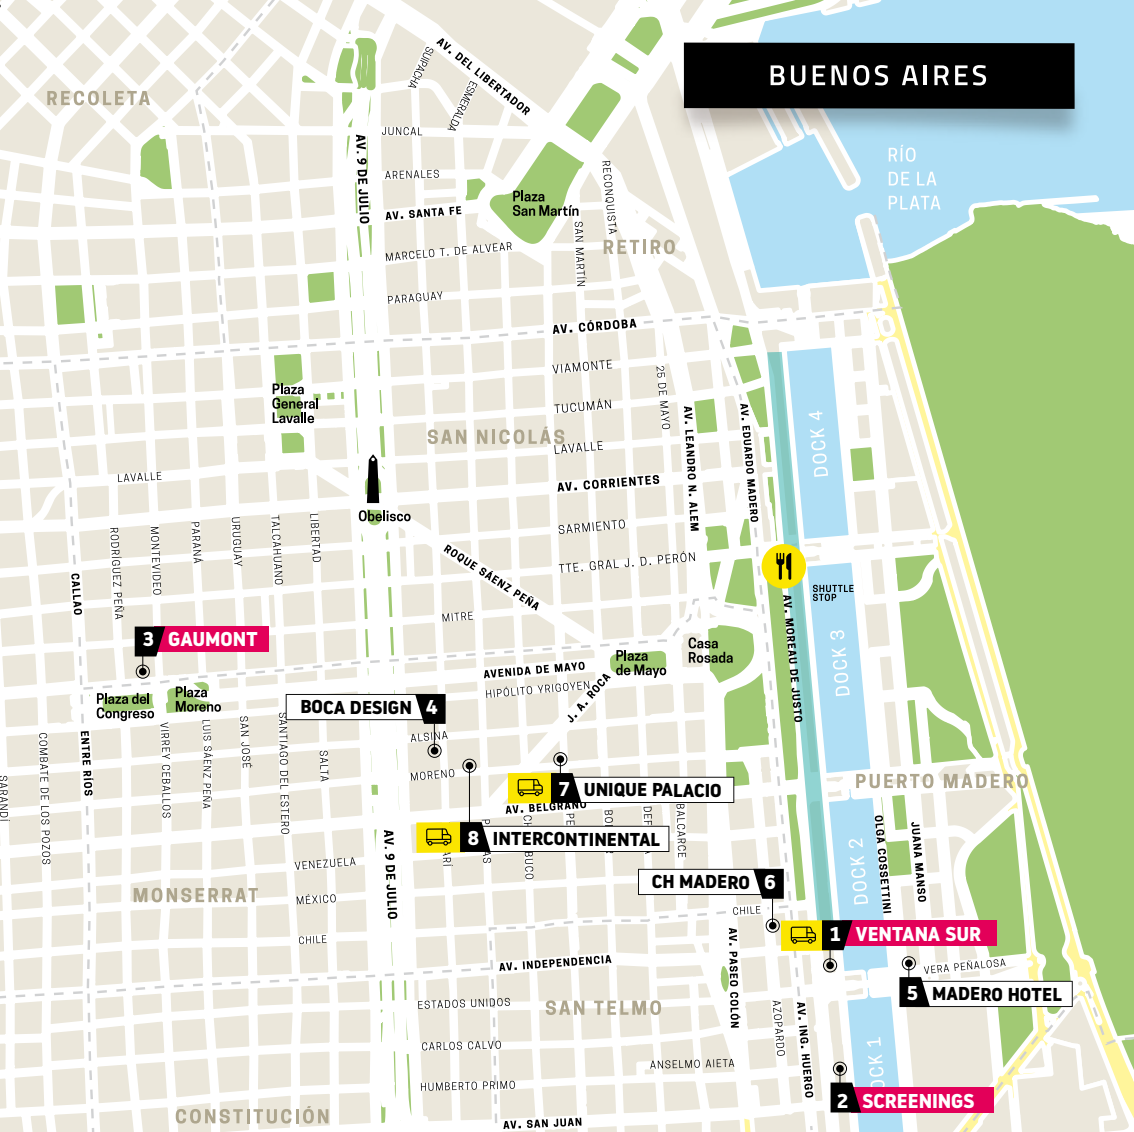 BUENOS AIRES
RECOLETA
SUIPACHA
AV. DEL LIBERTADOR
ESMERALDA
JUNCAL
AV. 9 DE JULIO
ARENALES
AV. SANTA FE
Plaza
San Martín
RECONQUISTA
SAN MARTÍN
RETIRO
RÍO
DE LA
PLATA
MARCELO T. DE ALVEAR
PARAGUAY
AV. CÓRDOBA
VIAMONTE
25 DE MAYO
TUCUMÁN
Plaza
General
Lavalle
SAN NICOLÁS
LAVALLE
AV. LEANDRO N. ALEM
AV. EDUARDO MADERO
DOCK 4
LAVALLE
AV. CORRIENTES
Obelisco
SARMIENTO
RODRÍGUEZ PEÑA
MONTEVIDEO
PARANÁ
URUGUAY
TALCAHUANO
LIBERTAD
ROQUE SÁENZ PEÑA
TTE. GRAL J. D. PERÓN
CALLAO
SHUTTLE
STOP
AV. MOREAU DE JUSTO
DOCK 3
MITRE
3 GAUMONT
Casa
Rosada
Plaza
de Mayo
AVENIDA DE MAYO
HIPÓLITO YRIGOYEN
J. A. ROCA
Plaza del
Congreso
Plaza
Moreno
BOCA DESIGN 4
ALSINA
MORENO
SARANDÍ
COMBATE DE LOS POZOS
ENTRE RÍOS
VIRREY CEBALLOS
LUIS SÁENZ PEÑA
SAN JOSÉ
SANTIAGO DEL ESTERO
SALTA
7 UNIQUE PALACIO
AV. BELGRANO
PUERTO MADERO
8 INTERCONTINENTAL
BALCARCE
AV. 9 DE JULIO
VENEZUELA
MONSERRAT
MÉXICO
CHILE
DOCK 2
OLGA COSSETTINI
JUANA MANSO
CH MADERO 6
CHILE
1 VENTANA SUR
AV. PASEO COLÓN
AV. INDEPENDENCIA
VERA PEÑALOSA
5 MADERO HOTEL
ESTADOS UNIDOS
SAN TELMO
AZOPARDO
AV. ING. HUERGO
CARLOS CALVO
ANSELMO AIETA
DOCK 1
HUMBERTO PRIMO
2 SCREENINGS
CONSTITUCIÓN
AV. SAN JUAN